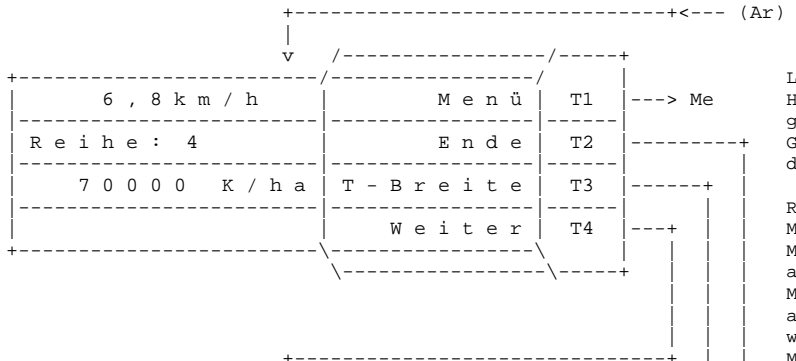 (Ar)
6,8km/h Menü T1 ---> Me
Reihe: 4 Ende T2
70000 K/ha T-Breite T3
Weiter T4
L
H
g
G
d
R
M
M
a
M
a
w
M